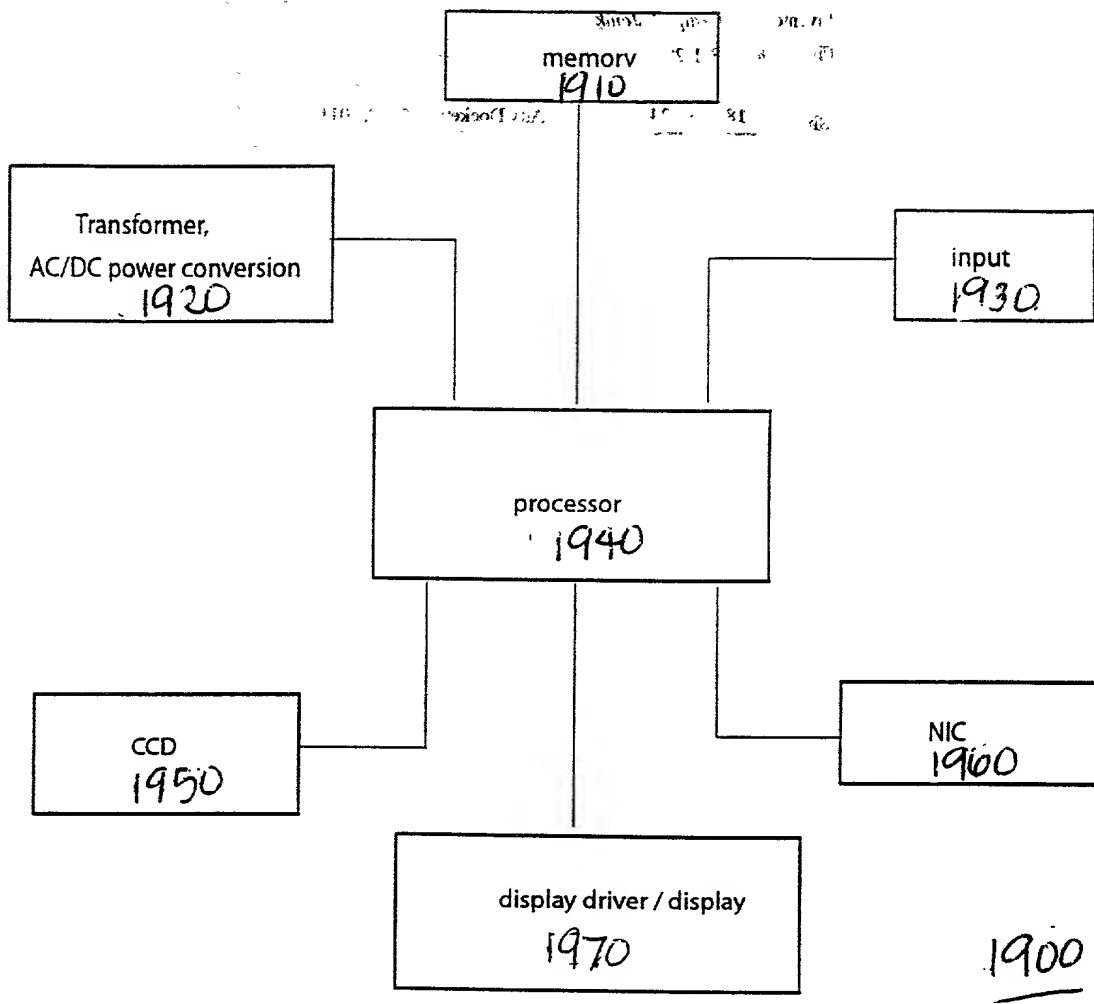 memory
1910
Transformer,
AC/DC power conversion
1920
input
1930
processor
1940
CCD
1950
NIC
1960
display driver / display
1970
1900